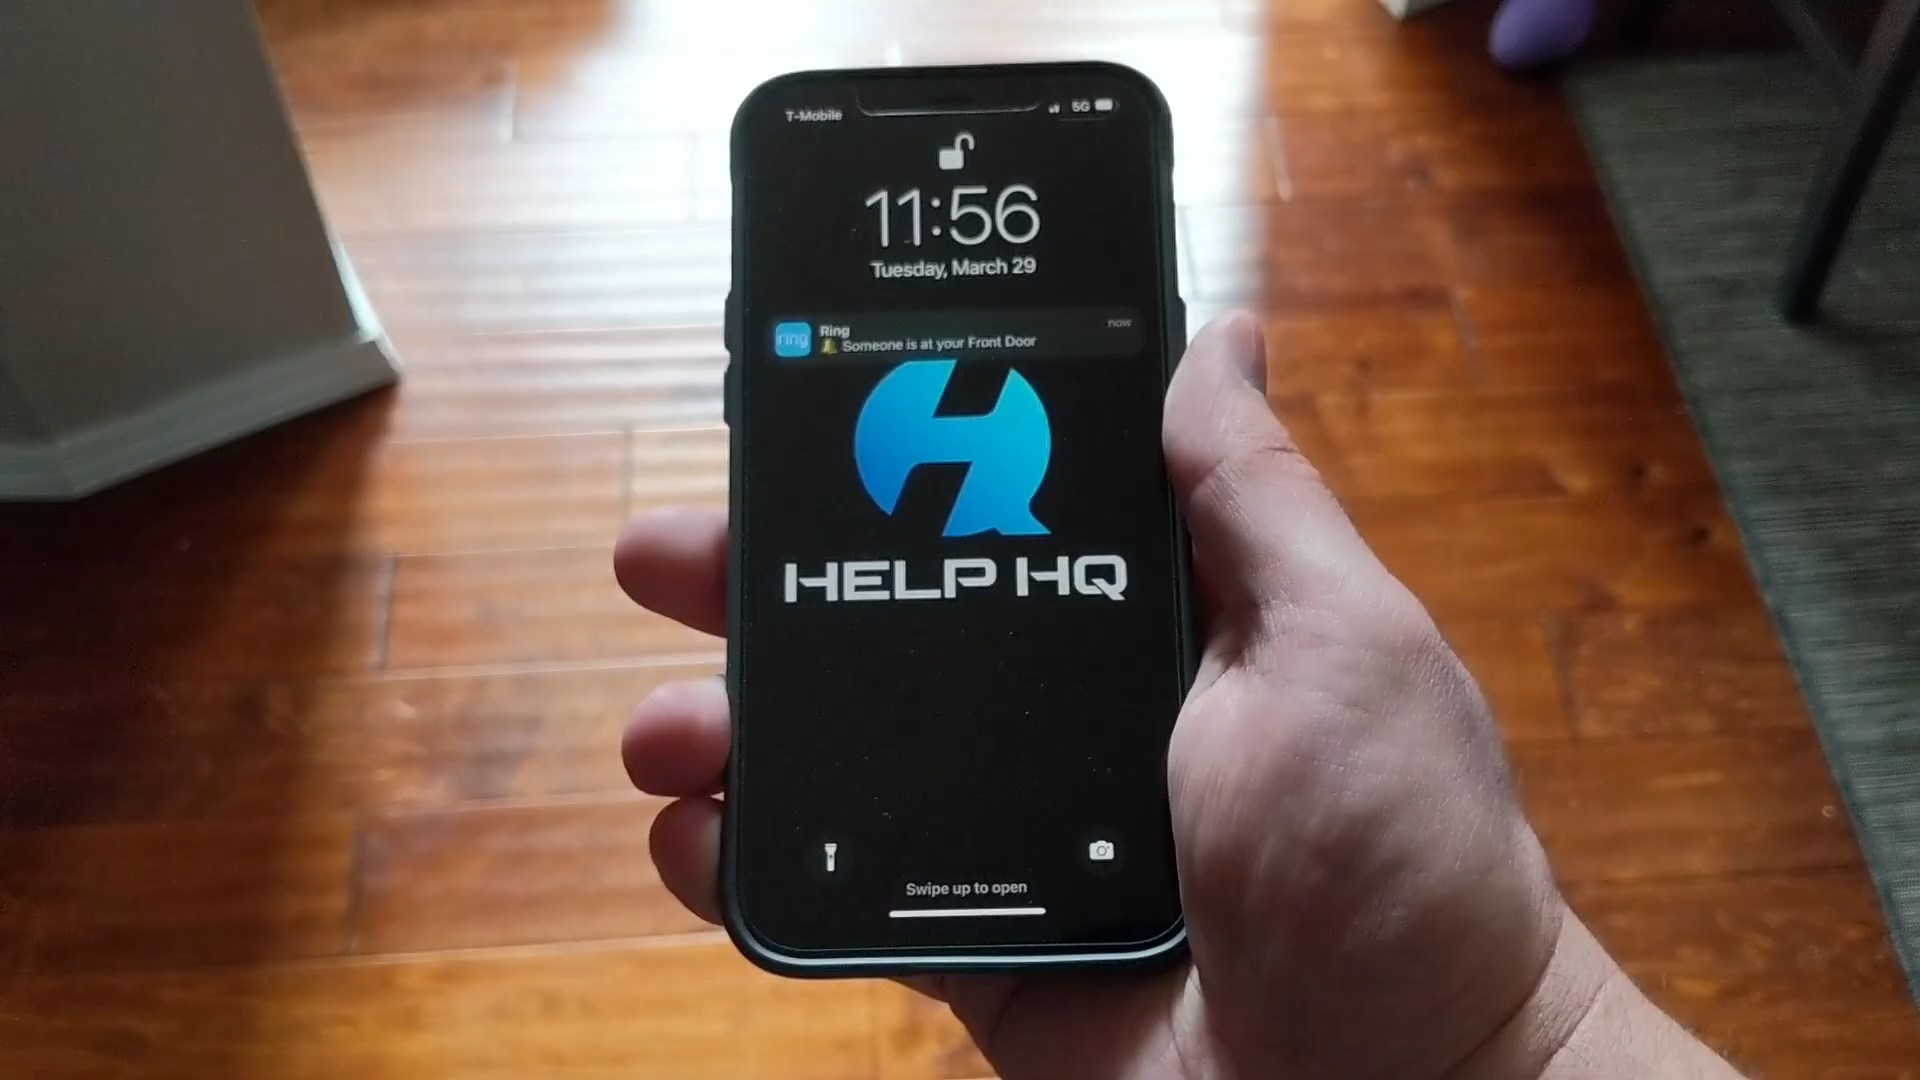 T-Mobile
5G
11:56
Tuesday, March 29
ring
Ring
now
Someone is at your Front Door
HELP HQ
Swipe up to open